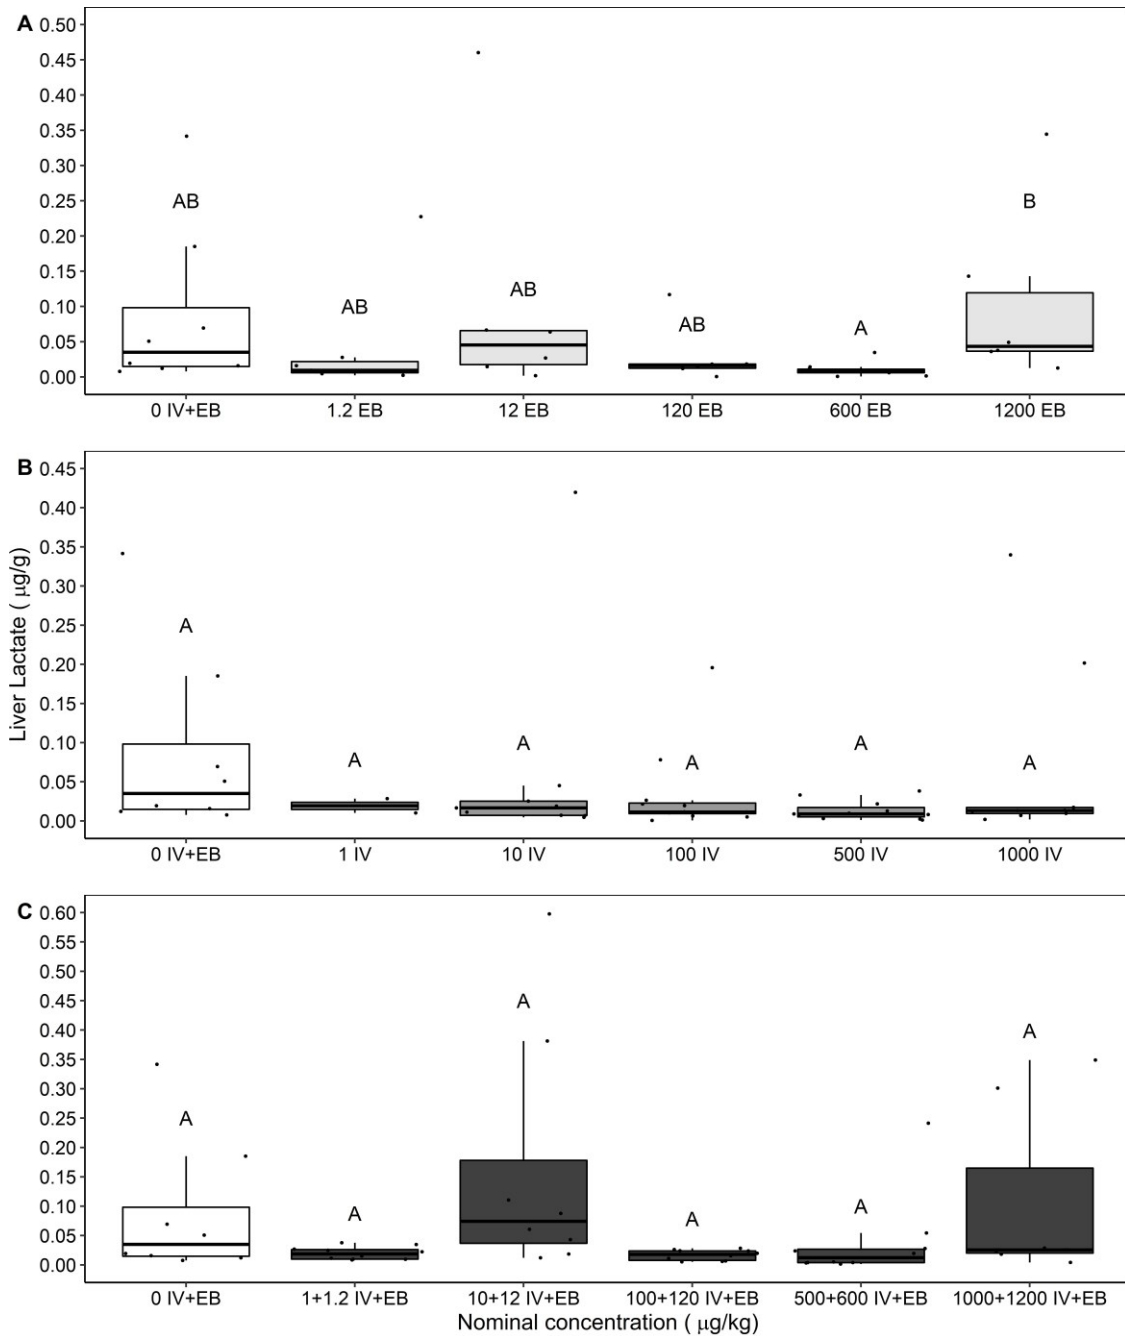 A
0.50
0.45
0.40
0.35
0.30
0.25
0.20
0.15
0.10
0.05
0.00
AB
AB
AB
AB
A
B
0 IV+EB 1.2 EB 12 EB 120 EB 600 EB 1200 EB
B
0.45
0.40
0.35
0.30
0.25
0.20
0.15
0.10
0.05
0.00
Liver Lactate ( μg/g)
A
A
A
A
A
A
0 IV+EB 1 IV 10 IV 100 IV 500 IV 1000 IV
C
0.60
0.55
0.50
0.45
0.40
0.35
0.30
0.25
0.20
0.15
0.10
0.05
0.00
A
A
A
A
A
A
0 IV+EB 1+1.2 IV+EB 10+12 IV+EB 100+120 IV+EB 500+600 IV+EB 1000+1200 IV+EB
Nominal concentration ( μg/kg)